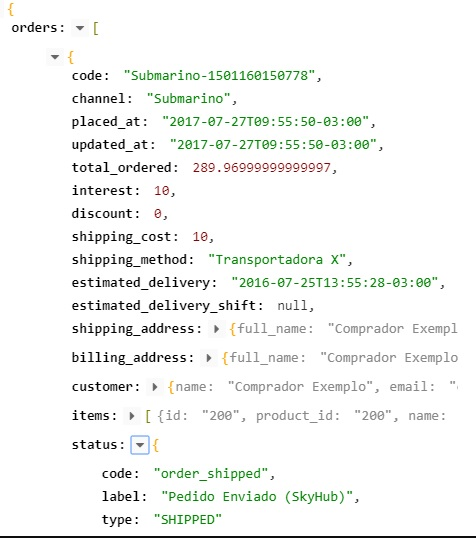 {
orders: [
{
code: "Submarino-1501160150778",
channel: "Submarino",
placed_at: "2017-07-27T09:55:50-03:00",
updated_at: "2017-07-27T09:55:50-03:00",
total_ordered: 289.96999999999997,
interest: 10,
discount: 0,
shipping_cost: 10,
shipping_method: "Transportadora X",
estimated_delivery: "2016-07-25T13:55:28-03:00",
estimated_delivery_shift: null,
shipping_address: {full_name: "Comprador Exempl
billing_address: {full_name: "Comprador Exemplo
customer: {name: "Comprador Exemplo", email: "
items: [ {id: "200", product_id: "200", name:
status: {
code: "order_shipped",
label: "Pedido Enviado (SkyHub)",
type: "SHIPPED"